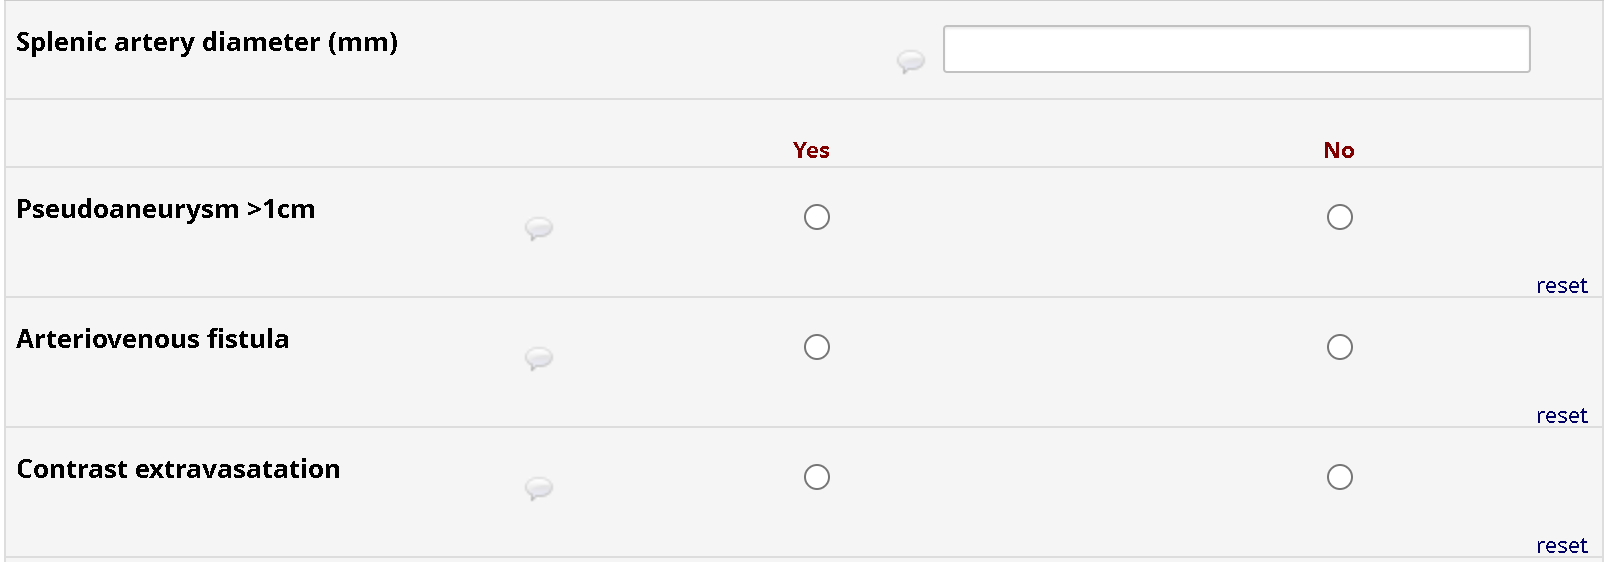 Splenic artery diameter (mm)
Yes No
Pseudoaneurysm >1cm
reset
Arteriovenous fistula
reset
Contrast extravasatation
reset